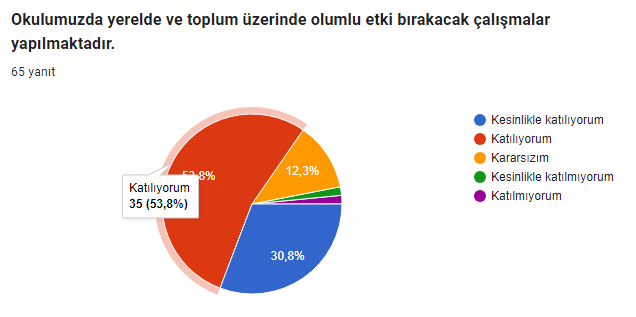 Okulumuzda yerelde ve toplum üzerinde olumlu etki bırakacak çalışmalar
yapılmaktadır.
65 yanıt
Kesinlikle katılıyorum
Katılıyorum
Kararsızım
Kesinlikle katılmıyorum
Katılmıyorum
12,3%
53,8%
Katılıyorum
35 (53,8%)
30,8%